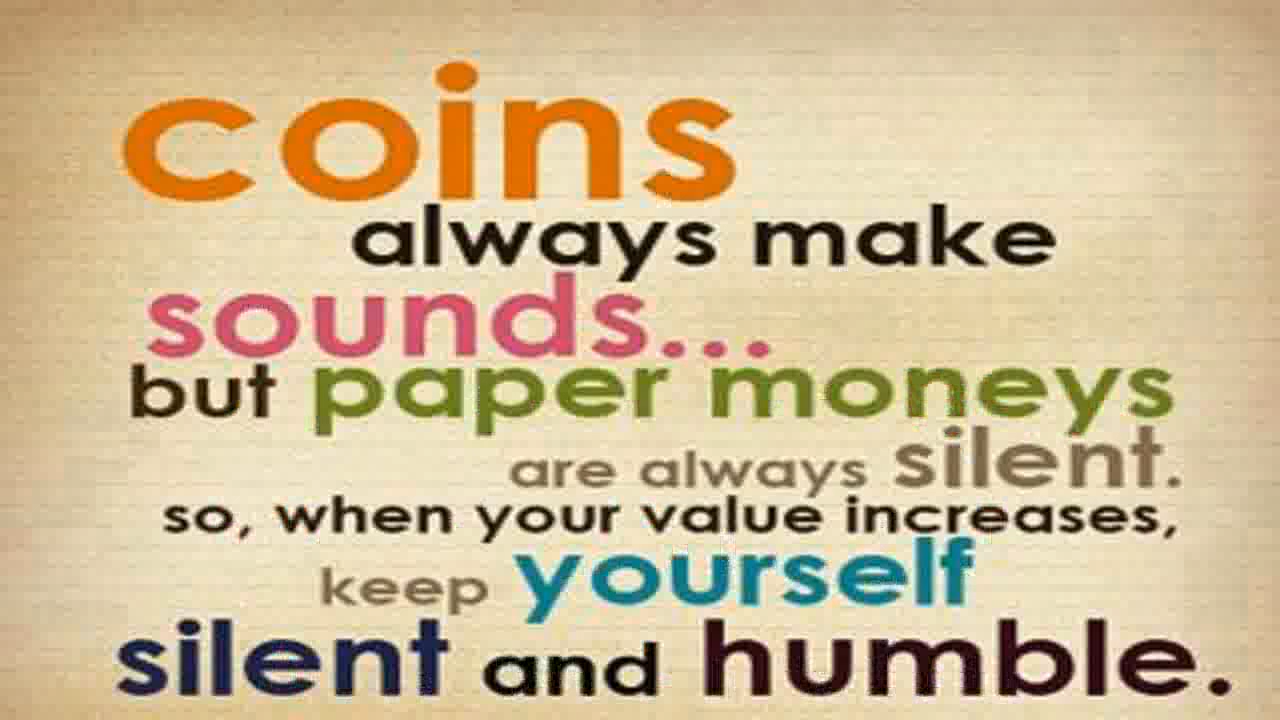 coins
always make
sounds...
but paper moneys
are always silent.
so, when your value increases,
keep yourself
silent and humble.